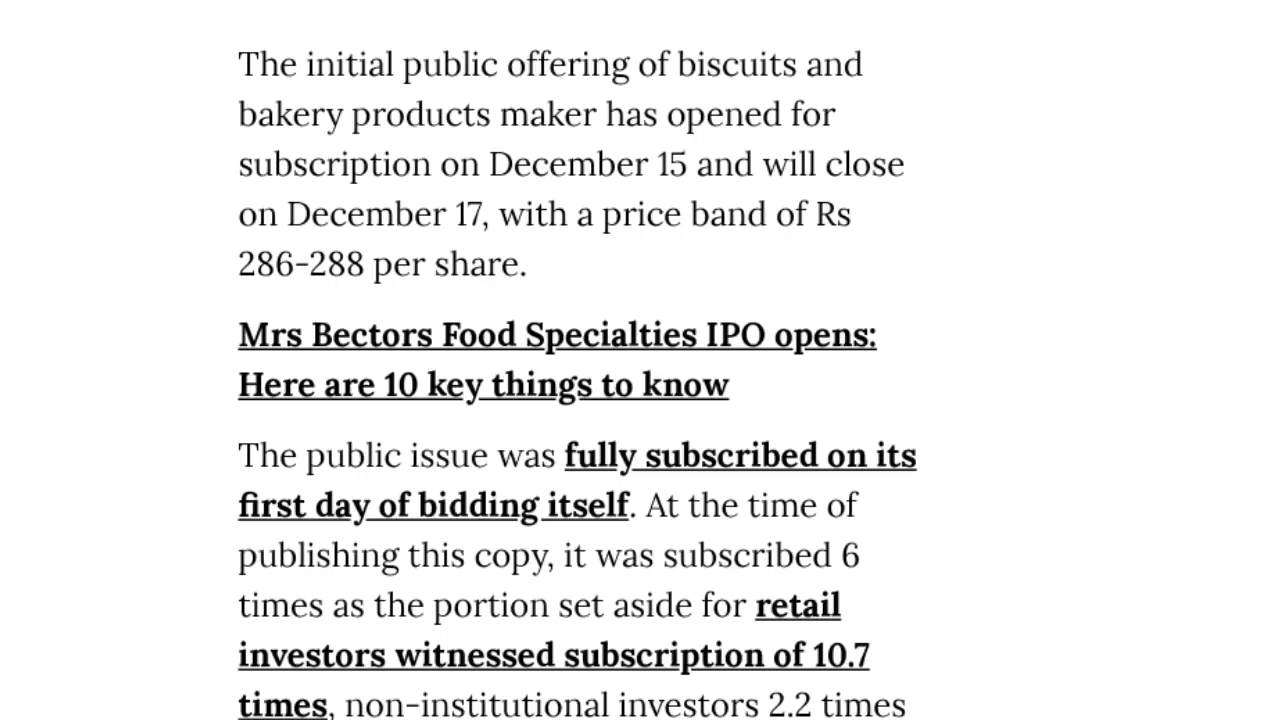 The initial public offering of biscuits and
bakery products maker has opened for
subscription on December 15 and will close
on December 17, with a price band of Rs
286-288 per share.
Mrs Bectors Food Specialties IPO opens:
Here are 10 key things to know
The public issue was fully subscribed on its
first day of bidding itself. At the time of
publishing this copy, it was subscribed 6
times as the portion set aside for retail
investors witnessed subscription of 10.7
times, non-institutional investors 2.2 times